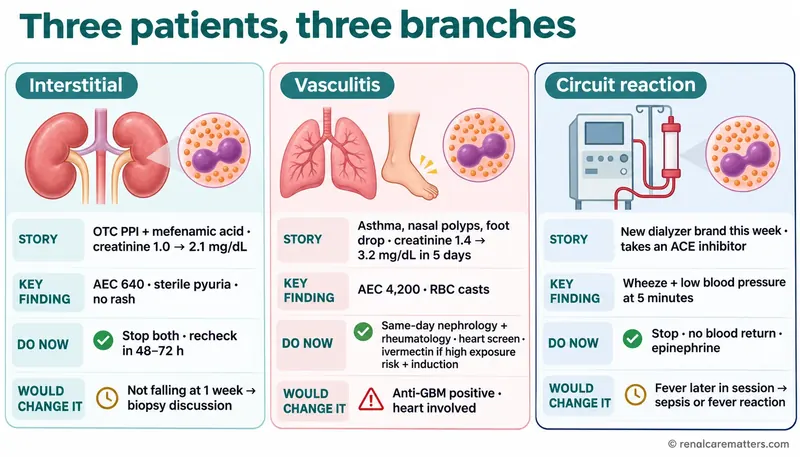 Three patients, three branches
Interstitial
STORY
OTC PPI + mefenamic acid ·
creatinine 1.0 → 2.1 mg/dL
KEY
FINDING
AEC 640 · sterile pyuria ·
no rash
DO NOW
Stop both · recheck
in 48–72 h
WOULD
CHANGE IT
Not falling at 1 week →
biopsy discussion
Vasculitis
STORY
Asthma, nasal polyps, foot
drop · creatinine 1.4 →
3.2 mg/dL in 5 days
KEY
FINDING
AEC 4,200 · RBC casts
DO NOW
Same-day nephrology +
rheumatology · heart screen ·
ivermectin if high exposure
risk + induction
WOULD
CHANGE IT
Anti-GBM positive ·
heart involved
Circuit reaction
STORY
New dialyzer brand this week ·
takes an ACE inhibitor
KEY
FINDING
Wheeze + low blood pressure
at 5 minutes
DO NOW
Stop · no blood return ·
epinephrine
WOULD
CHANGE IT
Fever later in session →
sepsis or fever reaction
© renalcarematters.com